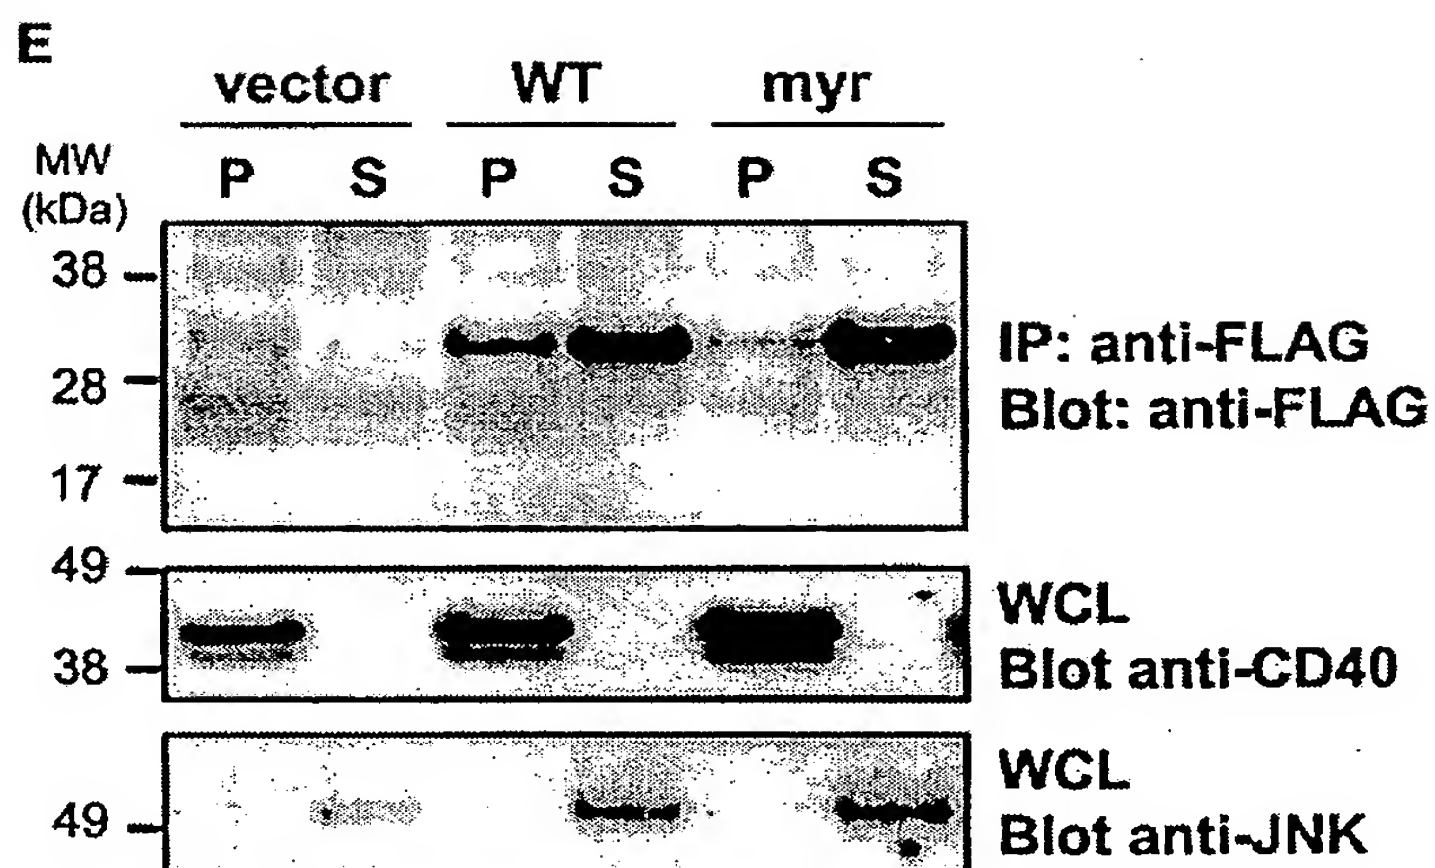 E
vector WT myr
MW
(kDa)
P S P S P S
38
28
17
IP: anti-FLAG
Blot: anti-FLAG
49
38
WCL
Blot anti-CD40
49
WCL
Blot anti-JNK